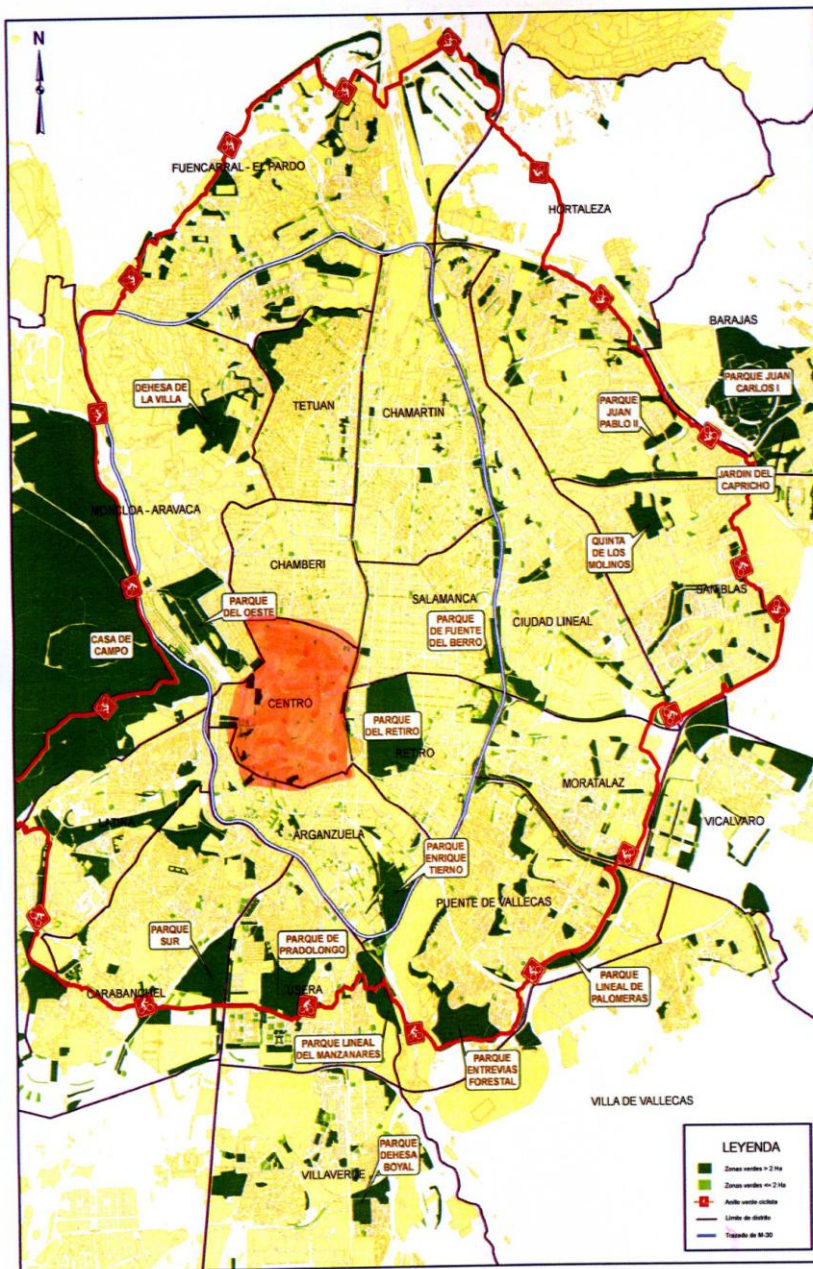 N
FUENCARRAL - EL PARDO
HORTALEZA
BARAJAS
PARQUE JUAN
CARLOS I
DEHESA DE
LA VILLA
TETUAN
CHAMARTIN
PARQUE
JUAN
PABLO II
JARDIN DEL
CAPRICHO
MONCLOA - ARAVACA
QUINTA
DE LOS
MOLINOS
CHAMBERI
SAN BLAS
PARQUE
DEL OESTE
SALAMANCA
PARQUE
DE FUENTE
DEL BERRO
CIUDAD LINEAL
CASA DE
CAMPO
CENTRO
PARQUE
DEL RETIRO
RETIRO
MORATALAZ
VICALVARO
LATINA
ARGANZUELA
PARQUE
ENRIQUE
TIERNO
PUENTE DE VALLECAS
PARQUE
SUR
PARQUE DE
PRADOLONGO
PARQUE
LINEAL DE
PALOMERAS
CARABANCHEL
USERA
PARQUE LINEAL
DEL MANZANARES
PARQUE
ENTREVIAS
FORESTAL
VILLA DE VALLECAS
PARQUE
DEHESA
BOYAL
VILLAVERDE
LEYENDA
Zonas verdes > 2 Ha
Zonas verdes <= 2 Ha
Anillo verde ciclista
Limite de distrito
Trazado de M-30